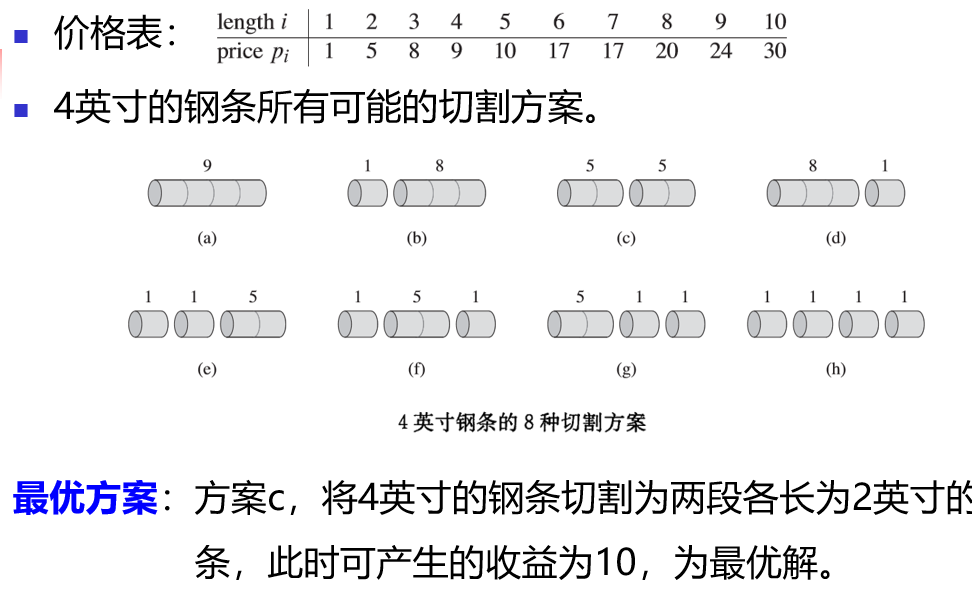 价格表：
length i 1 2 3 4 5 6 7 8 9 10
price pi 1 5 8 9 10 17 17 20 24 30
4英寸的钢条所有可能的切割方案。
9 1 8 5 5 8 1
(a) (b) (c) (d)
1 1 5 1 5 1 5 1 1 1 1 1 1
(e) (f) (g) (h)
4 英寸钢条的 8 种切割方案
最优方案：方案c，将4英寸的钢条切割为两段各长为2英寸的
条，此时可产生的收益为10，为最优解。